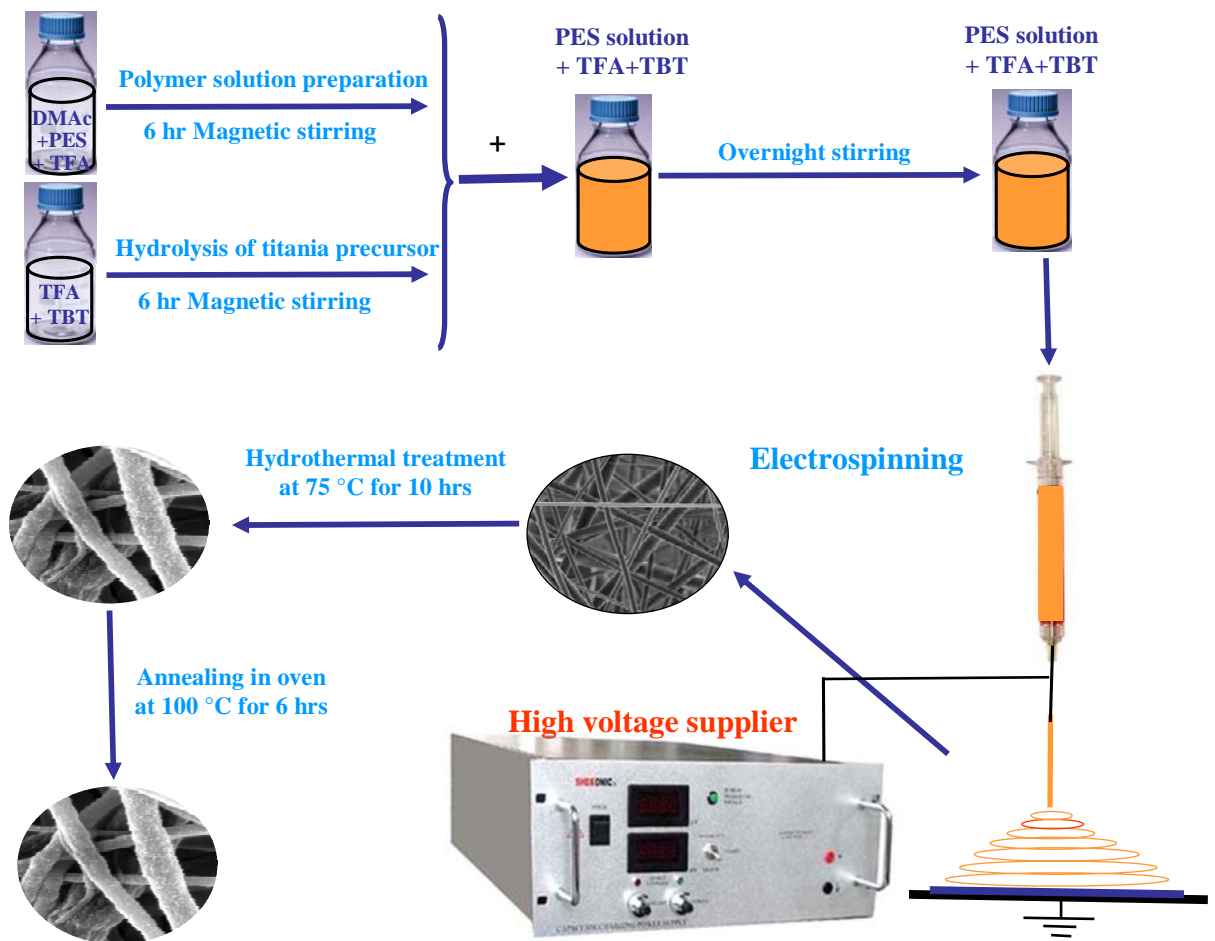 PES solution
+ TFA+TBT
PES solution
+ TFA+TBT
Polymer solution preparation
DMAc
+PES
+ TFA
6 hr Magnetic stirring
+
Overnight stirring
Hydrolysis of titania precursor
TFA
+ TBT
6 hr Magnetic stirring
Hydrothermal treatment
at 75 °C for 10 hrs
Electrospinning
Annealing in oven
at 100 °C for 6 hrs
High voltage supplier